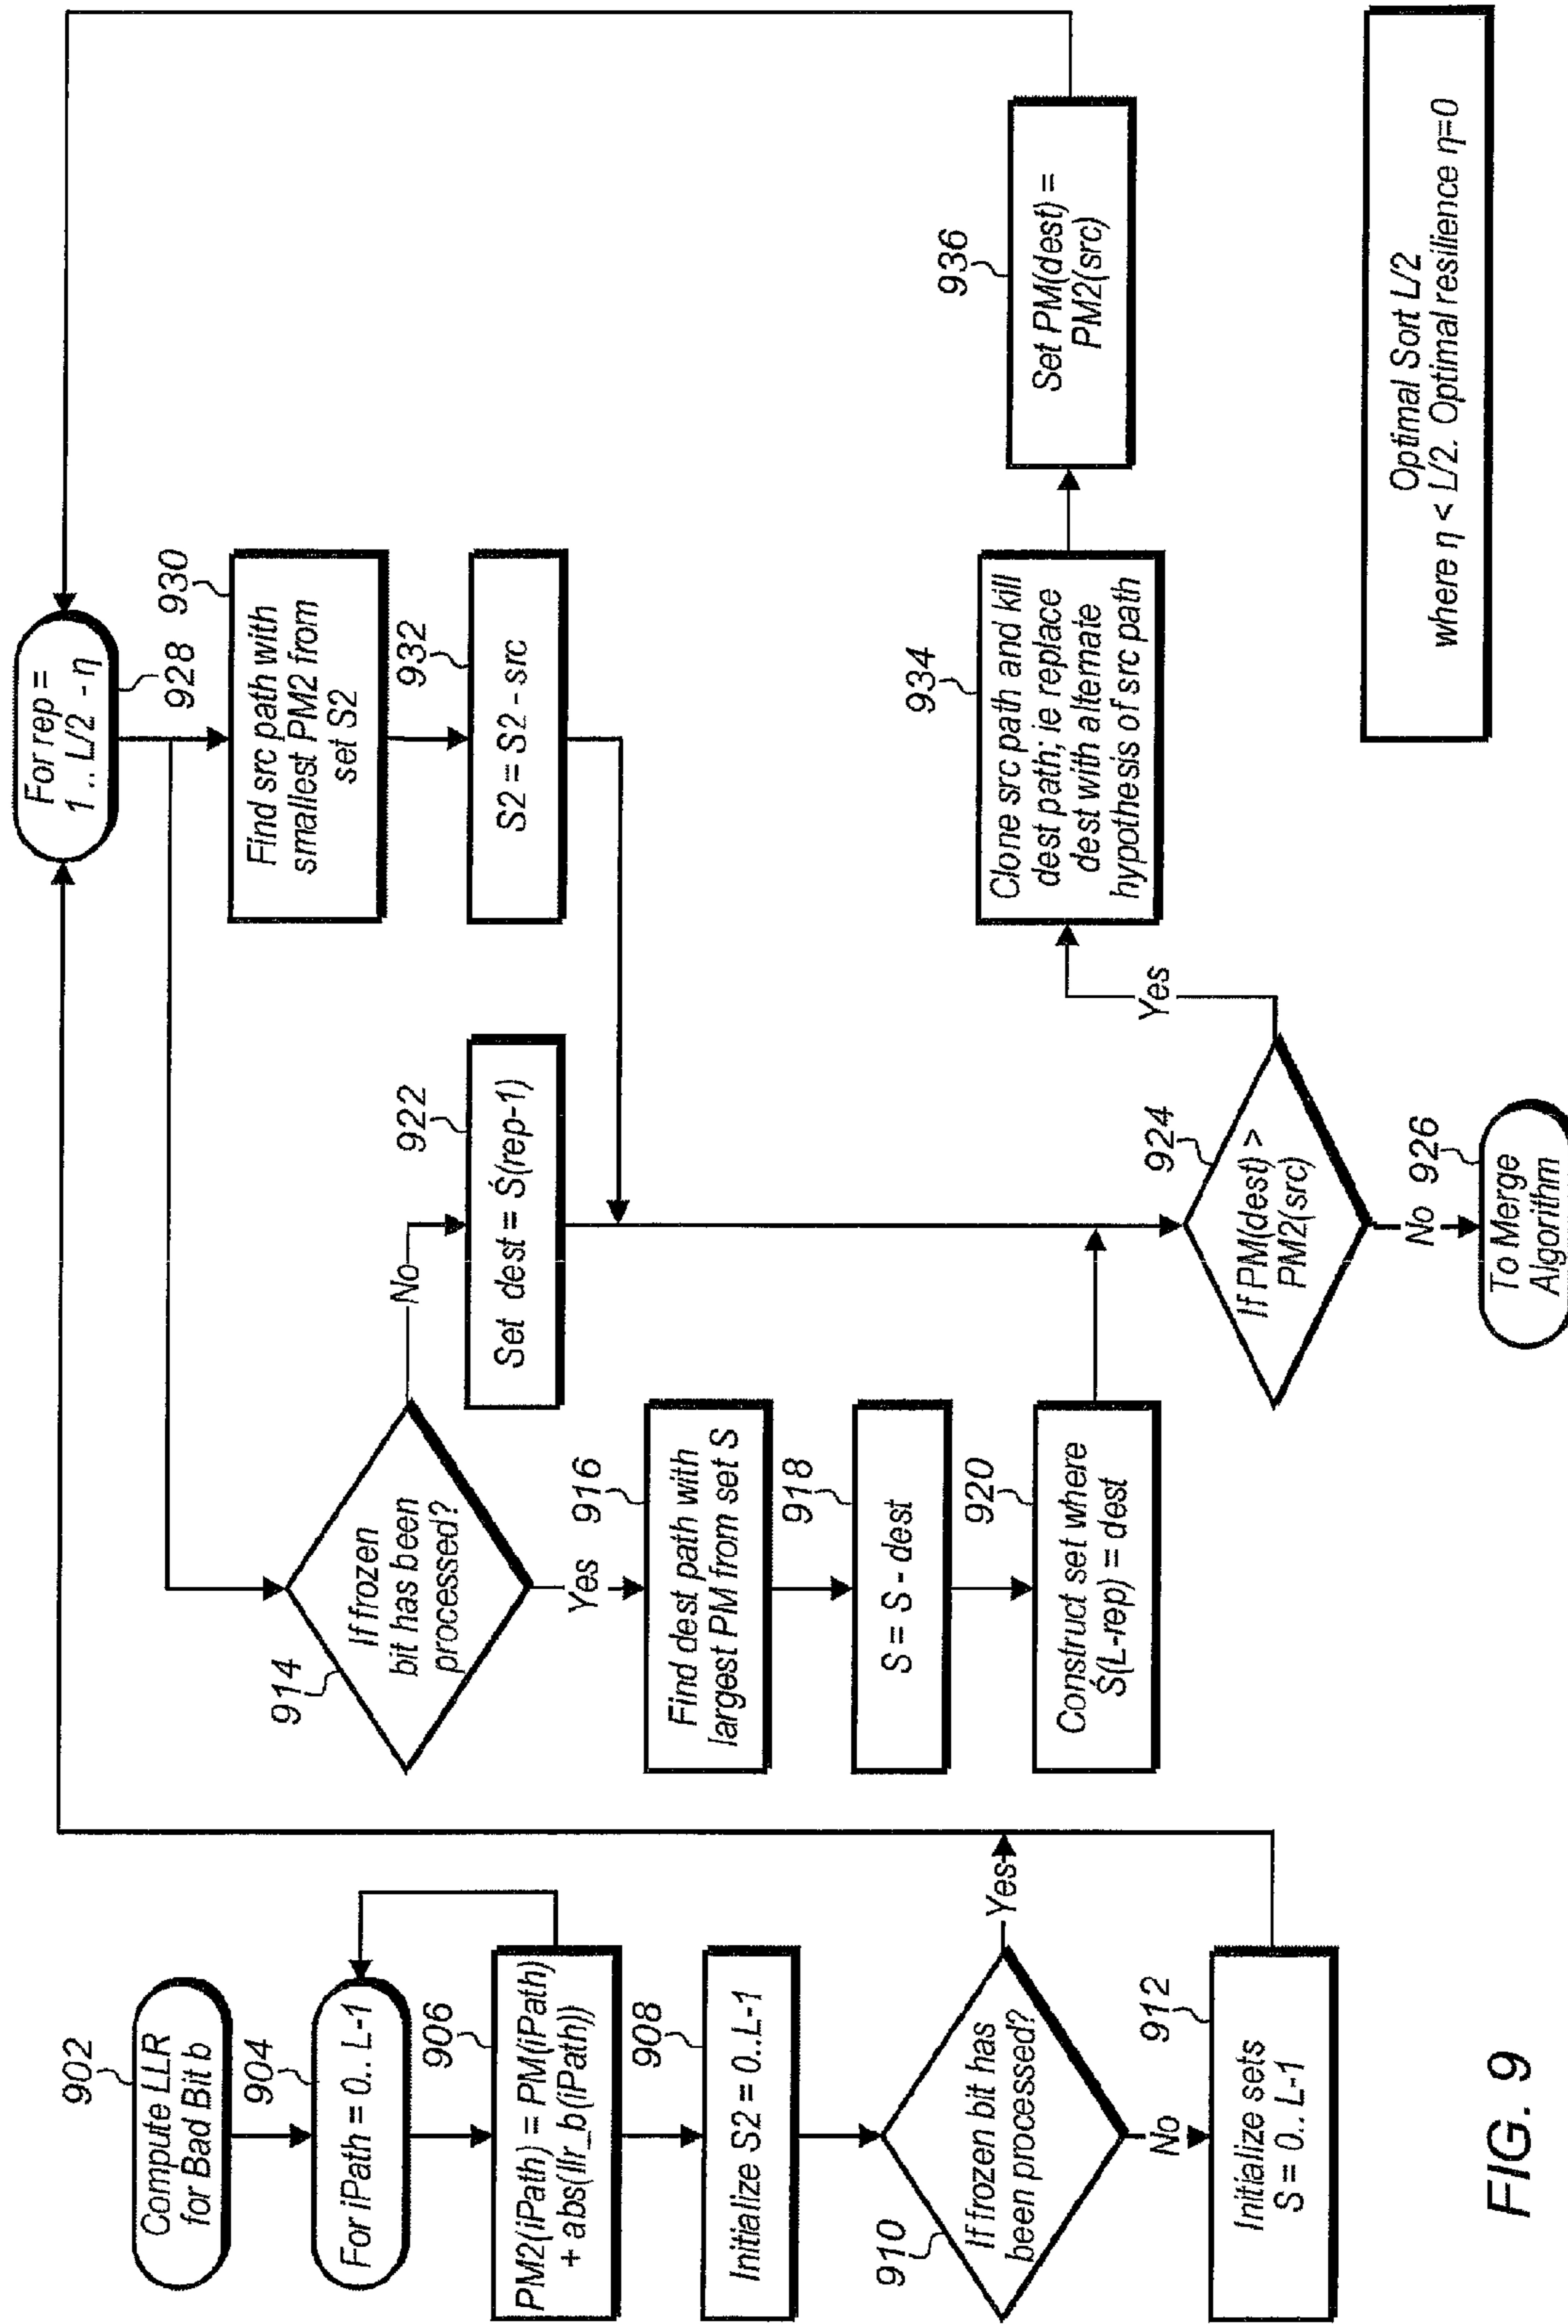 902
Compute LLR
for Bad Bit b
904
For iPath = 0.. L-1
906
PM2(iPath) = PM(iPath)
+ abs(llr_b(iPath))
908
Initialize S2 = 0..L-1
910
If frozen bit has
been processed?
Yes
No
912
Initialize sets
S = 0.. L-1
914
If frozen
bit has been
processed?
No
Yes
916
Find dest path with
largest PM from set S
918
S = S - dest
920
Construct set where
Ś(L-rep) = dest
922
Set dest = Ś(rep-1)
924
If PM(dest) >
PM2(src)
Yes
No
926
To Merge
Algorithm
For rep =
1 .. L/2 - η
928
930
Find src path with
smallest PM2 from
set S2
932
S2 = S2 - src
934
Clone src path and kill
dest path; ie replace
dest with alternate
hypothesis of src path
936
Set PM(dest) =
PM2(src)
Optimal Sort L/2
where η < L/2. Optimal resilience η=0
FIG. 9